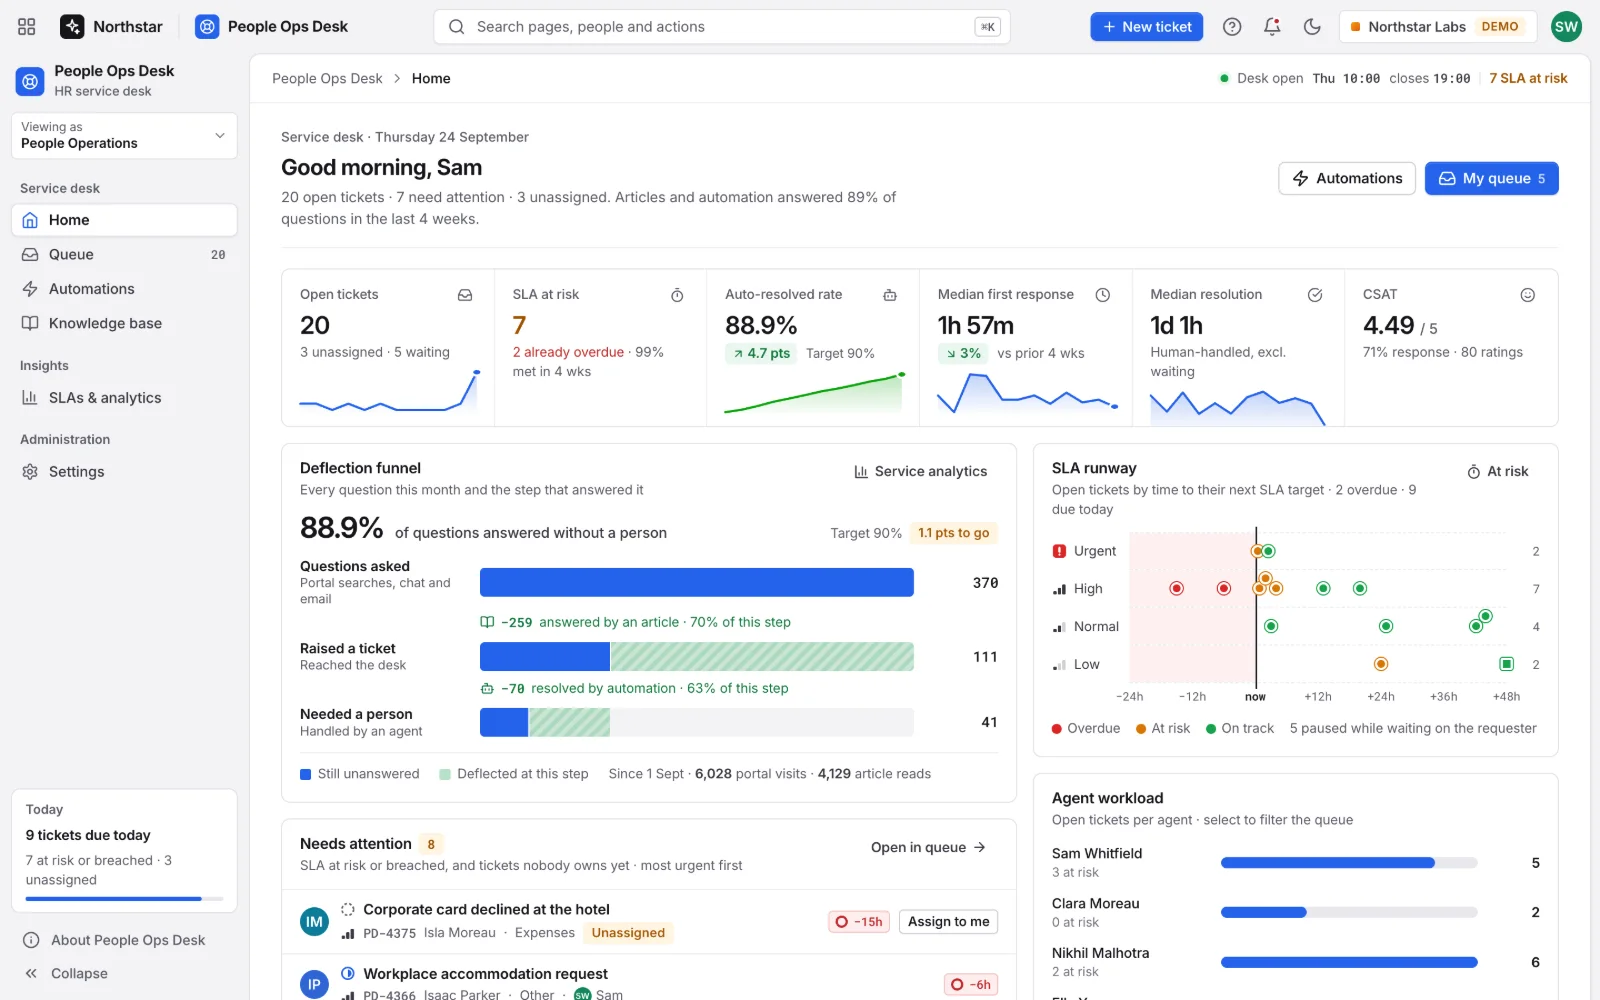 Northstar
People Ops Desk
Search pages, people and actions
⌘K
+ New ticket
Northstar Labs DEMO
SW
People Ops Desk
HR service desk
Viewing as
People Operations
Service desk
Home
Queue 20
Automations
Knowledge base
Insights
SLAs & analytics
Administration
Settings
Today
9 tickets due today
7 at risk or breached · 3
unassigned
About People Ops Desk
Collapse
People Ops Desk > Home
Desk open Thu 10:00 closes 19:00 7 SLA at risk
Service desk · Thursday 24 September
Good morning, Sam
20 open tickets · 7 need attention · 3 unassigned. Articles and automation answered 89% of
questions in the last 4 weeks.
Automations
My queue 5
Open tickets
20
3 unassigned · 5 waiting
SLA at risk
7
2 already overdue · 99%
met in 4 wks
Auto-resolved rate
88.9%
4.7 pts Target 90%
Median first response
1h 57m
3% vs prior 4 wks
Median resolution
1d 1h
Human-handled, excl.
waiting
CSAT
4.49 / 5
71% response · 80 ratings
Deflection funnel
Every question this month and the step that answered it
Service analytics
88.9% of questions answered without a person
Target 90% 1.1 pts to go
Questions asked
Portal searches, chat and
email
370
−259 answered by an article · 70% of this step
Raised a ticket
Reached the desk
111
−70 resolved by automation · 63% of this step
Needed a person
Handled by an agent
41
Still unanswered Deflected at this step Since 1 Sept · 6,028 portal visits · 4,129 article reads
SLA runway
Open tickets by time to their next SLA target · 2 overdue · 9
due today
At risk
Urgent 2
High 7
Normal 4
Low 2
−24h −12h now +12h +24h +36h +48h
Overdue At risk On track 5 paused while waiting on the requester
Needs attention 8
SLA at risk or breached, and tickets nobody owns yet · most urgent first
Open in queue →
IM
Corporate card declined at the hotel
PD-4375 Isla Moreau · Expenses Unassigned
−15h
Assign to me
IP
Workplace accommodation request
PD-4366 Isaac Parker · Other · SW Sam
−6h
Agent workload
Open tickets per agent · select to filter the queue
Sam Whitfield
3 at risk
5
Clara Moreau
0 at risk
2
Nikhil Malhotra
2 at risk
6